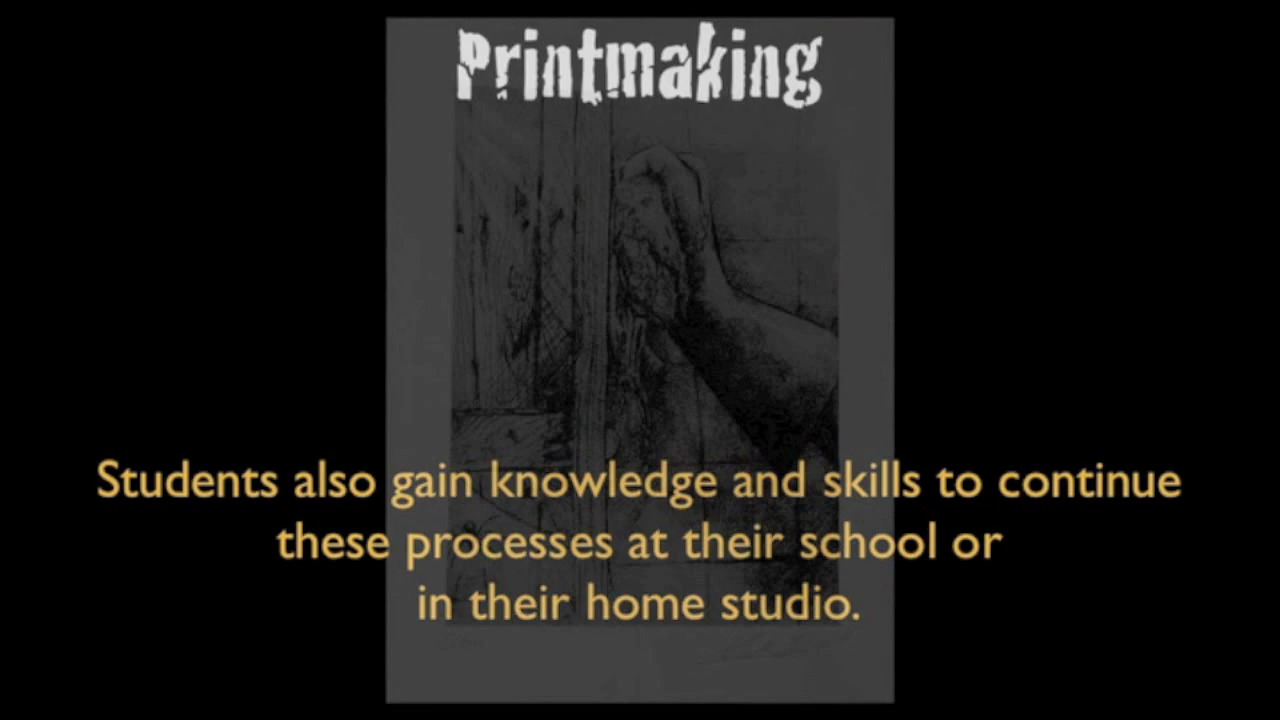 Printmaking
Students also gain knowledge and skills to continue
these processes at their school or
in their home studio.